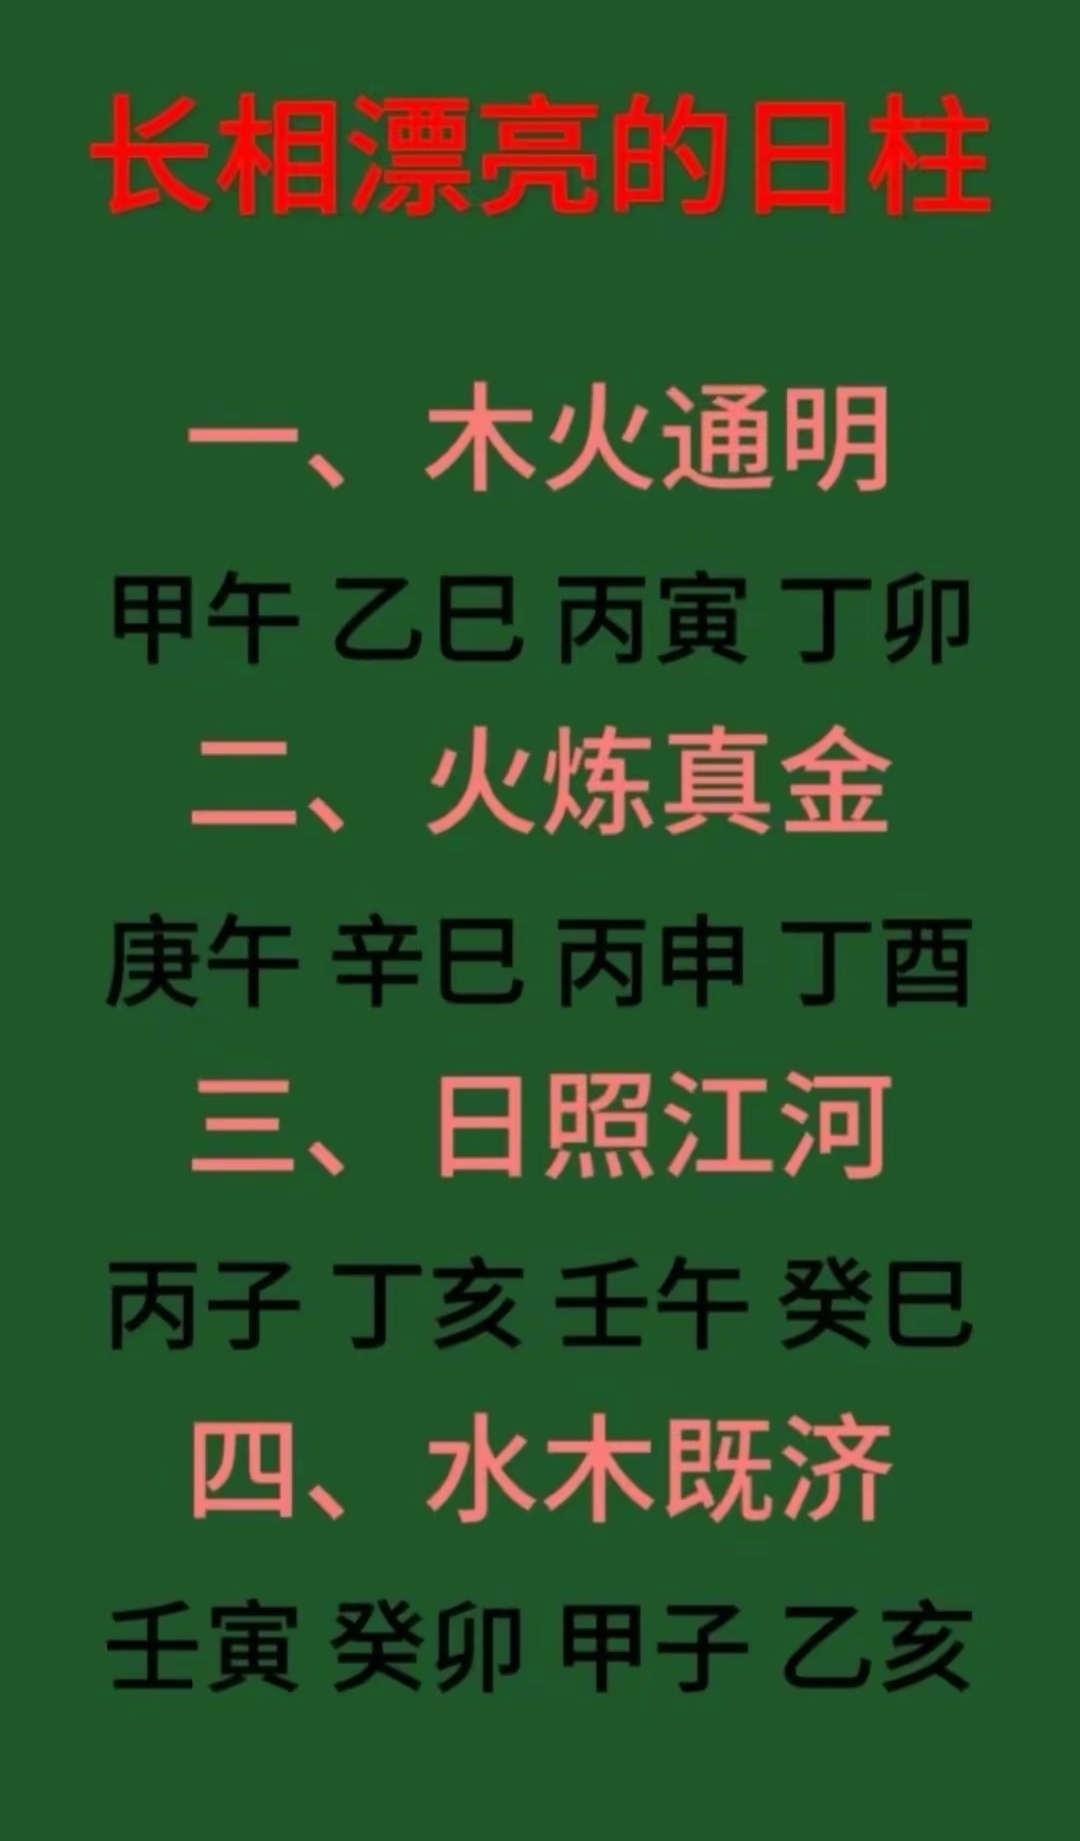 长相漂亮的日柱
一、木火通明
甲午 乙巳 丙寅 丁卯
二、火炼真金
庚午 辛巳 丙申 丁酉
三、日照江河
丙子 丁亥 壬午 癸巳
四、水木既济
壬寅 癸卯 甲子 乙亥